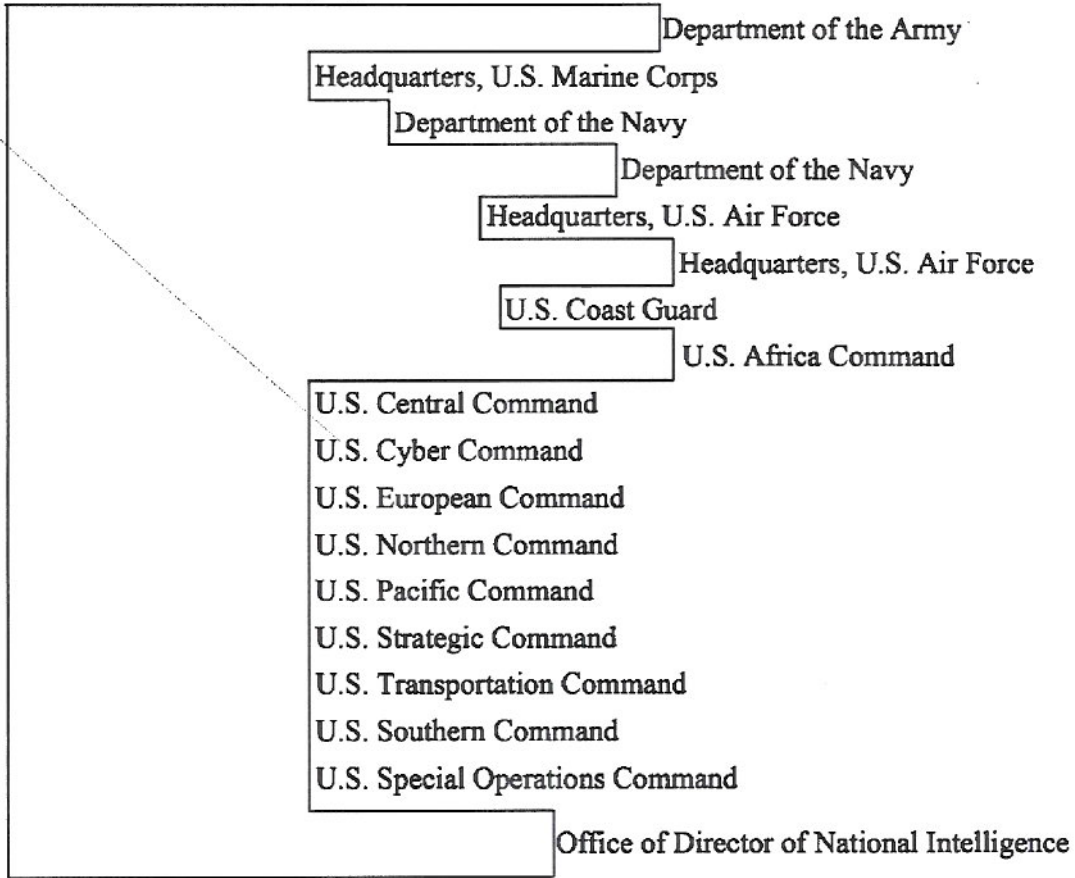 Department of the Army
Headquarters, U.S. Marine Corps
Department of the Navy
Department of the Navy
Headquarters, U.S. Air Force
Headquarters, U.S. Air Force
U.S. Coast Guard
U.S. Africa Command
U.S. Central Command
U.S. Cyber Command
U.S. European Command
U.S. Northern Command
U.S. Pacific Command
U.S. Strategic Command
U.S. Transportation Command
U.S. Southern Command
U.S. Special Operations Command
Office of Director of National Intelligence